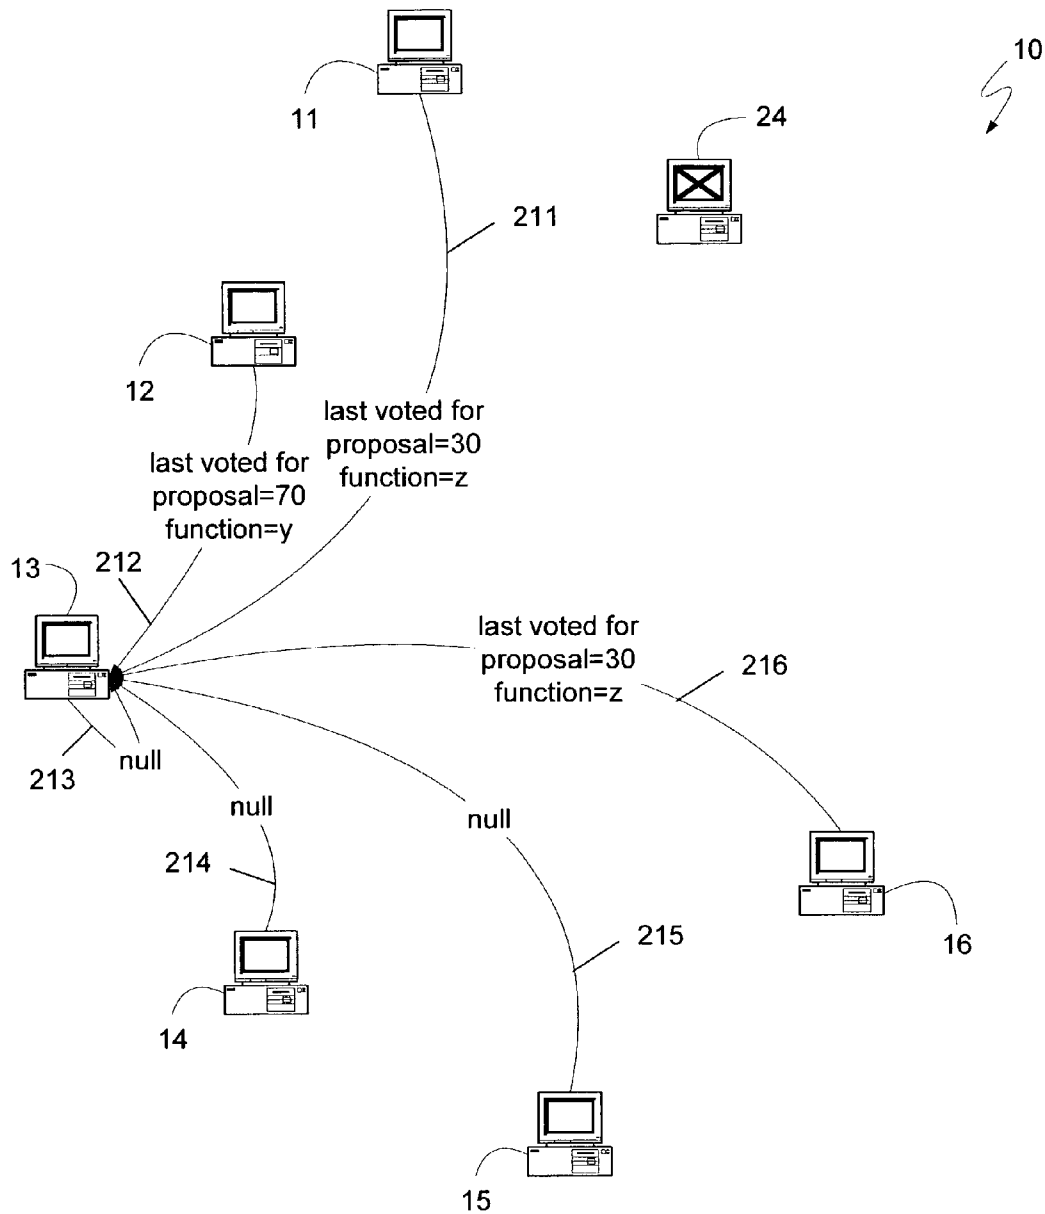 10
11
24
211
12
last voted for
proposal=30
function=z
last voted for
proposal=70
function=y
13
212
last voted for
proposal=30
function=z
216
213
null
null
null
214
215
16
14
15